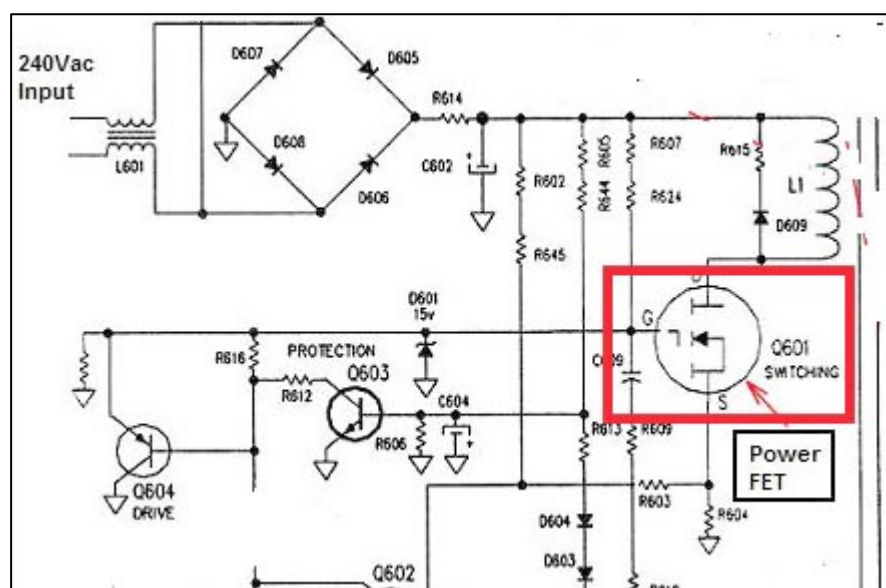 240Vac
Input
D607
D605
R614
L601
D608
D606
C602
R602
R605
R644
R607
R624
R615
L1
D609
R645
D601
15v
G
Q601
SWITCHING
S
R616
PROTECTION
Q603
R612
C604
R606
R613
R609
Power
FET
Q604
DRIVE
R603
R604
D604
D603
Q602